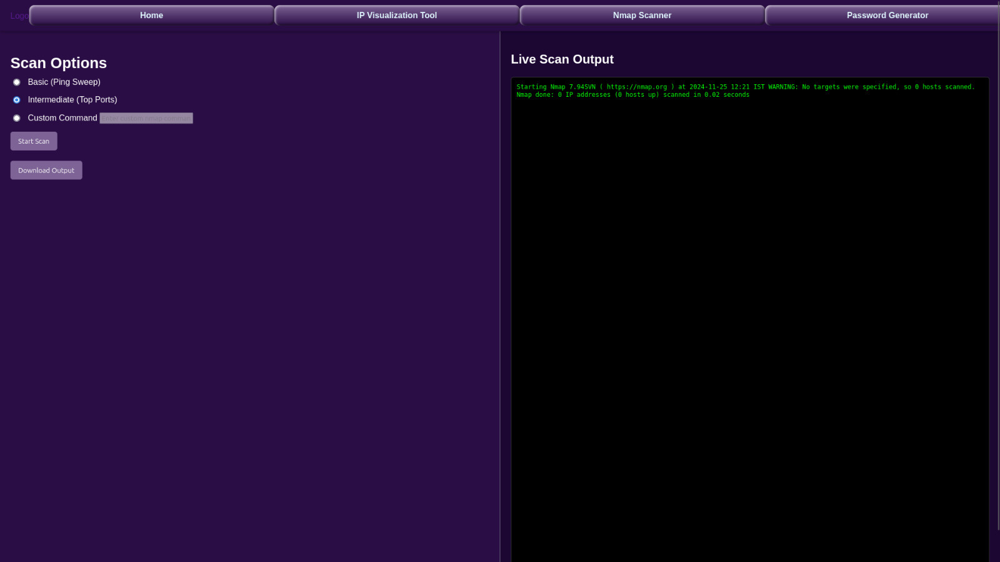 Logo
Home
IP Visualization Tool
Nmap Scanner
Password Generator
Scan Options
Basic (Ping Sweep)
Intermediate (Top Ports)
Custom Command
Enter custom nmap comman
Start Scan
Download Output
Live Scan Output
Starting Nmap 7.94SVN ( https://nmap.org ) at 2024-11-25 12:21 IST WARNING: No targets were specified, so 0 hosts scanned.
Nmap done: 0 IP addresses (0 hosts up) scanned in 0.02 seconds